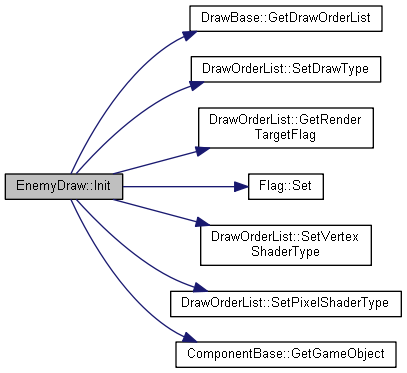 DrawBase::GetDrawOrderList
DrawOrderList::SetDrawType
DrawOrderList::GetRender
TargetFlag
EnemyDraw::Init
Flag::Set
DrawOrderList::SetVertex
ShaderType
DrawOrderList::SetPixelShaderType
ComponentBase::GetGameObject